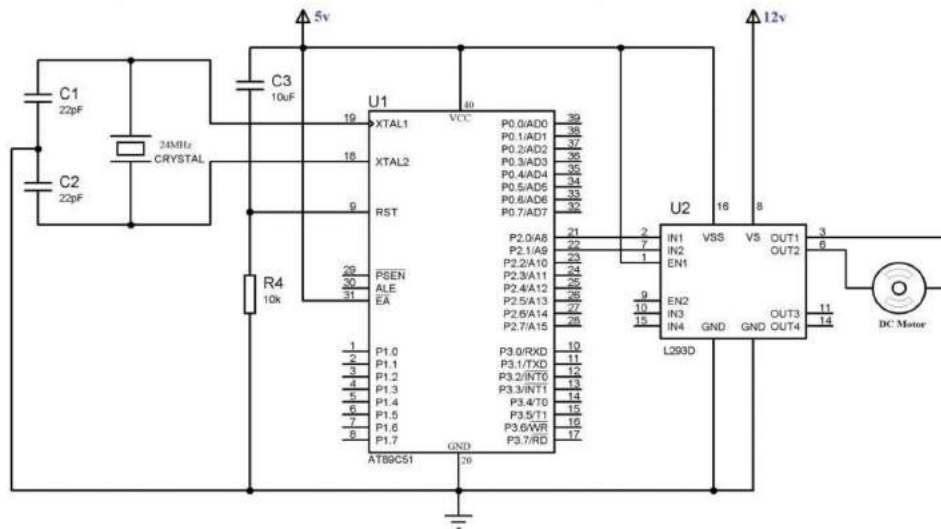 5v
12v
C1
22pF
C2
22pF
24MHz
CRYSTAL
C3
10uF
R4
10k
U1
19 XTAL1
18 XTAL2
9 RST
29 PSEN
30 ALE
31 EA
1 P1.0
2 P1.1
3 P1.2
4 P1.3
5 P1.4
6 P1.5
7 P1.6
8 P1.7
40
VCC
P0.0/AD0 39
P0.1/AD1 38
P0.2/AD2 37
P0.3/AD3 36
P0.4/AD4 35
P0.5/AD5 34
P0.6/AD6 33
P0.7/AD7 32
P2.0/A8 21
P2.1/A9 22
P2.2/A10 23
P2.3/A11 24
P2.4/A12 25
P2.5/A13 26
P2.6/A14 27
P2.7/A15 28
P3.0/RXD 10
P3.1/TXD 11
P3.2/INT0 12
P3.3/INT1 13
P3.4/T0 14
P3.5/T1 15
P3.6/WR 16
P3.7/RD 17
GND
20
AT89C51
U2
16 8
VSS VS
2 IN1
7 IN2
1 EN1
9 EN2
10 IN3
15 IN4
OUT1 3
OUT2 6
OUT3 11
OUT4 14
GND GND
L293D
DC Motor